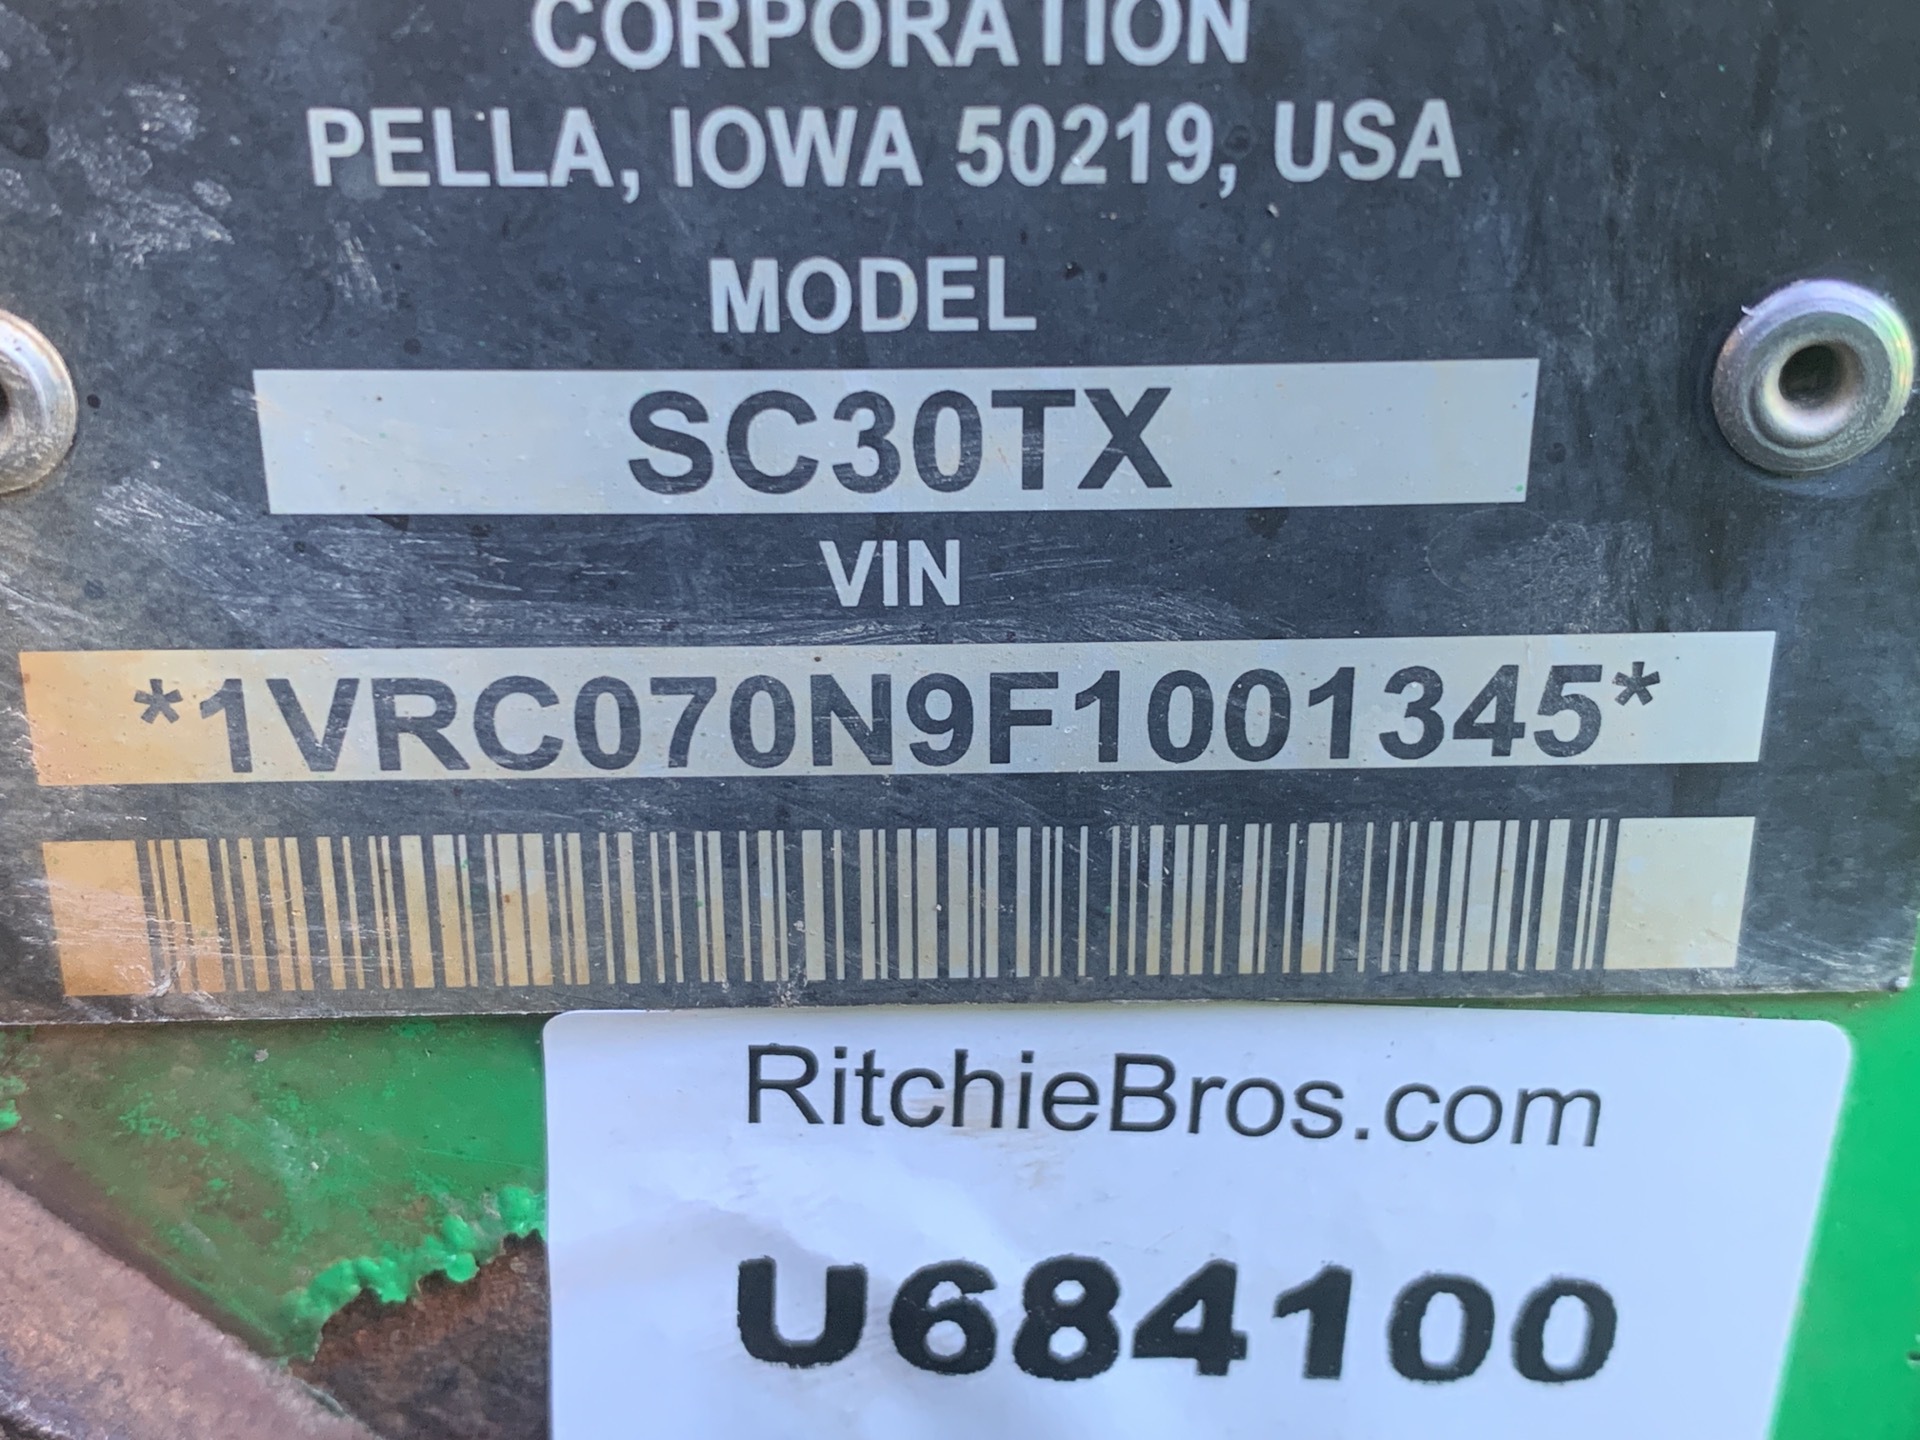 CORPORATION
PELLA, IOWA 50219, USA
MODEL
SC30TX
VIN
*1VRC070N9F1001345*
RitchieBros.com
U684100